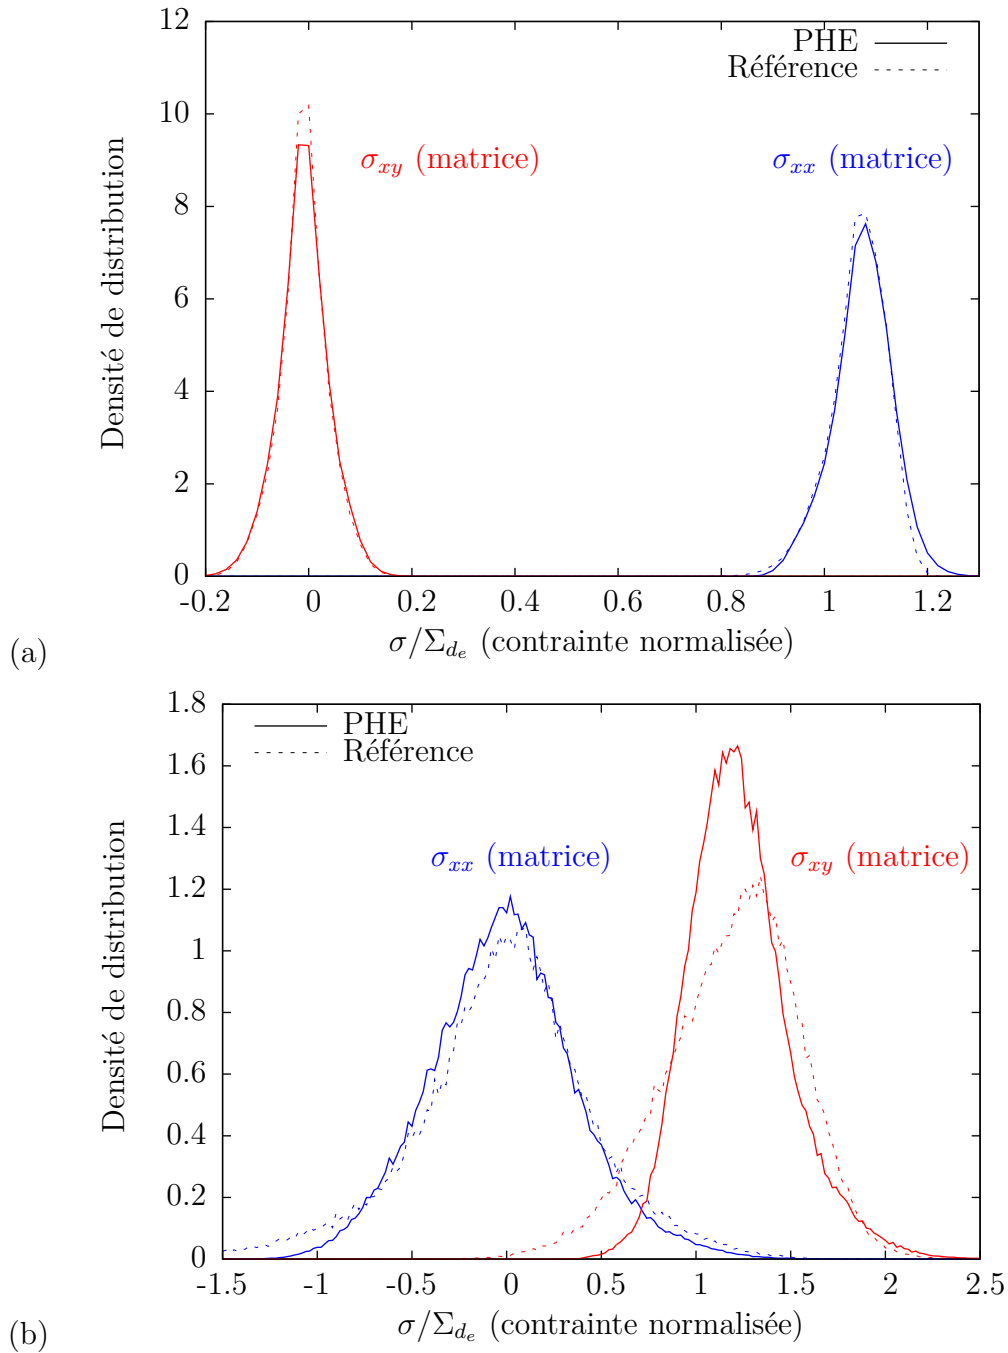 12
10
8
6
4
2
0
Densité de distribution
PHE
Référence
σxy (matrice)
σxx (matrice)
-0.2 0 0.2 0.4 0.6 0.8 1 1.2
σ/Σde (contrainte normalisée)
(a)
1.8
1.6
1.4
1.2
1
0.8
0.6
0.4
0.2
0
Densité de distribution
PHE
Référence
σxx (matrice)
σxy (matrice)
-1.5 -1 -0.5 0 0.5 1 1.5 2 2.5
σ/Σde (contrainte normalisée)
(b)